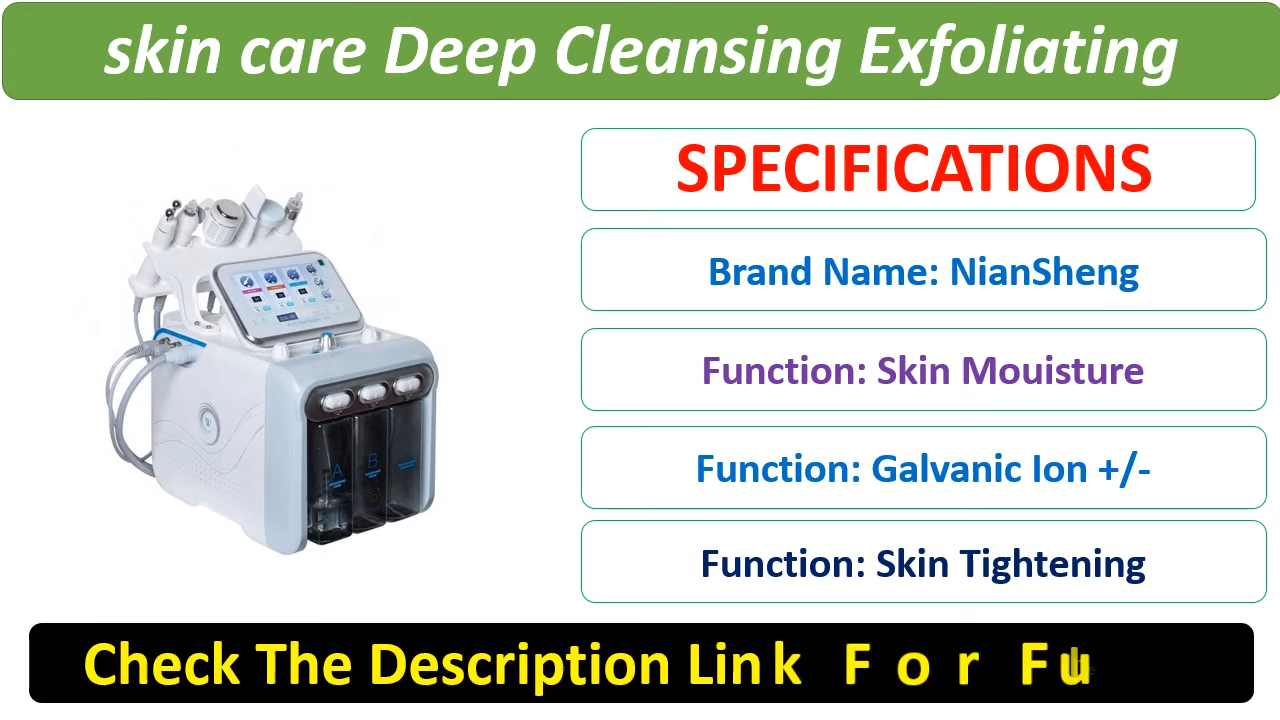 skin care Deep Cleansing Exfoliating
SPECIFICATIONS
Brand Name: NianSheng
Function: Skin Mouisture
Function: Galvanic Ion +/-
Function: Skin Tightening
A
B
Check The Description Link For Fu